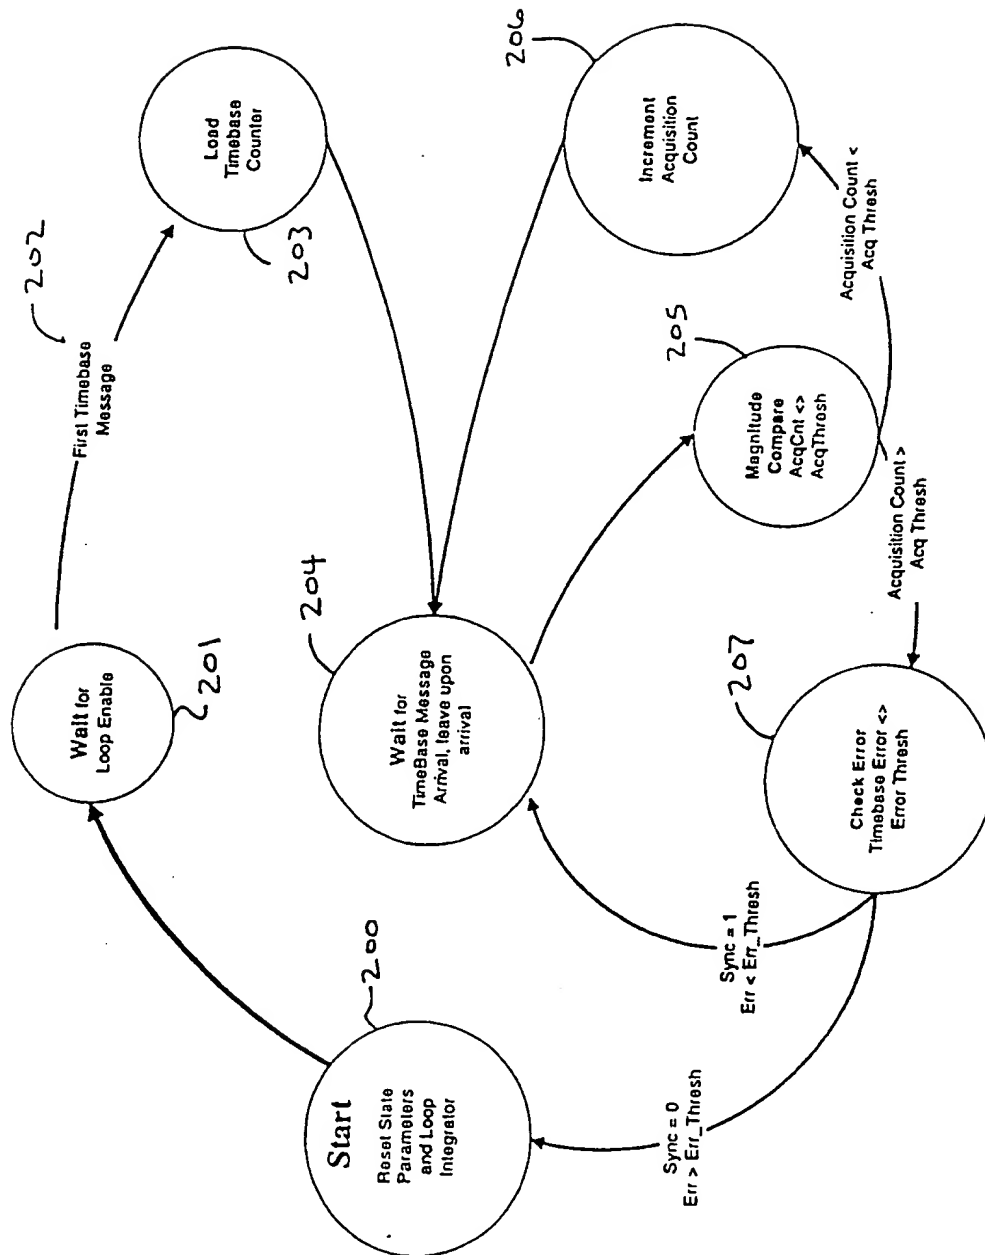 Start
Reset State
Parameters
and Loop
Integrator
200
Wait for
Loop Enable
201
First Timebase
Message
202
Load
Timebase
Counter
203
Wait for
TimeBase Message
Arrival, leave upon
arrival
204
Magnitude
Compare
AcqCnt <>
AcqThresh
205
Acquisition Count <
Acq Thresh
Increment
Acquisition
Count
206
Acquisition Count >
Acq Thresh
Check Error
Timebase Error <>
Error Thresh
207
Sync = 1
Err < Err_Thresh
Sync = 0
Err > Err_Thresh